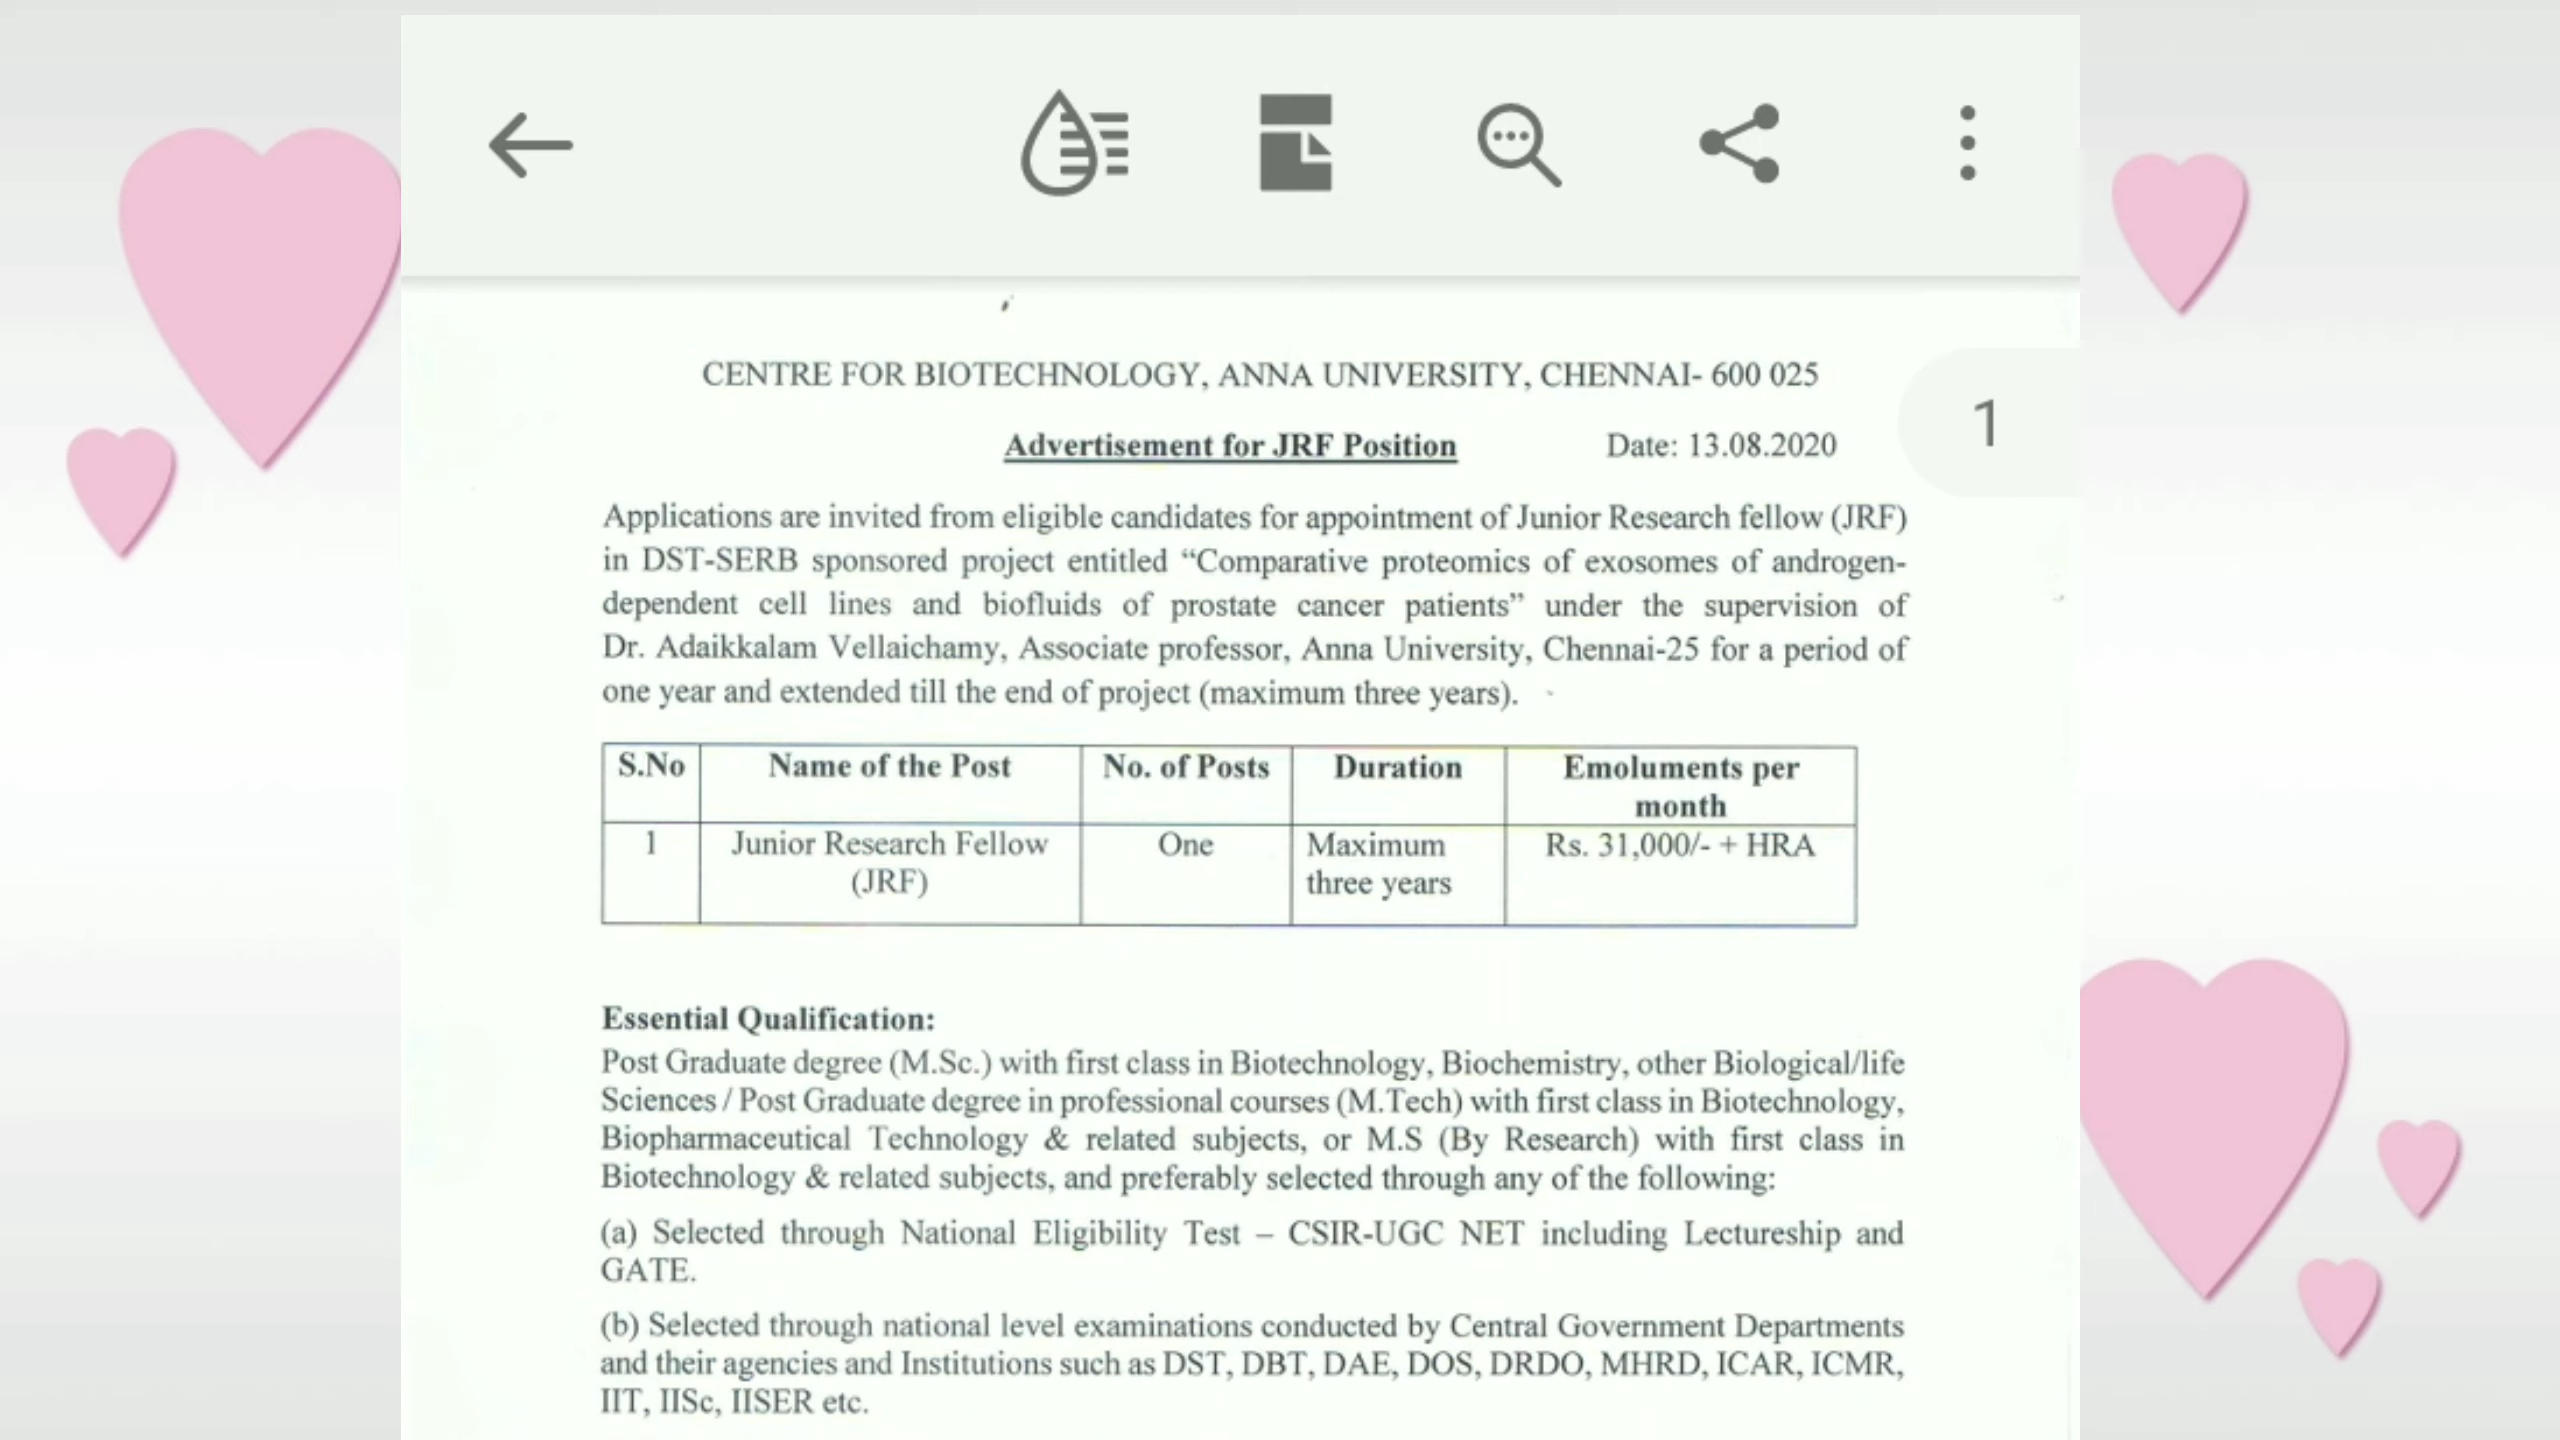 CENTRE FOR BIOTECHNOLOGY, ANNA UNIVERSITY, CHENNAI- 600 025
Advertisement for JRF Position Date: 13.08.2020
1
Applications are invited from eligible candidates for appointment of Junior Research fellow (JRF)
in DST-SERB sponsored project entitled “Comparative proteomics of exosomes of androgen-
dependent cell lines and biofluids of prostate cancer patients” under the supervision of
Dr. Adaikkalam Vellaichamy, Associate professor, Anna University, Chennai-25 for a period of
one year and extended till the end of project (maximum three years).
S.No Name of the Post No. of Posts Duration Emoluments per
month
1 Junior Research Fellow One Maximum Rs. 31,000/- + HRA
(JRF) three years
Essential Qualification:
Post Graduate degree (M.Sc.) with first class in Biotechnology, Biochemistry, other Biological/life
Sciences / Post Graduate degree in professional courses (M.Tech) with first class in Biotechnology,
Biopharmaceutical Technology & related subjects, or M.S (By Research) with first class in
Biotechnology & related subjects, and preferably selected through any of the following:
(a) Selected through National Eligibility Test – CSIR-UGC NET including Lectureship and
GATE.
(b) Selected through national level examinations conducted by Central Government Departments
and their agencies and Institutions such as DST, DBT, DAE, DOS, DRDO, MHRD, ICAR, ICMR,
IIT, IISc, IISER etc.